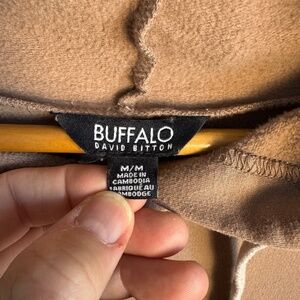 BUFFALO
DAVID BITTON
M/M
MADE IN
CAMBODIA
FABRIQUÉ AU
CAMBODGE